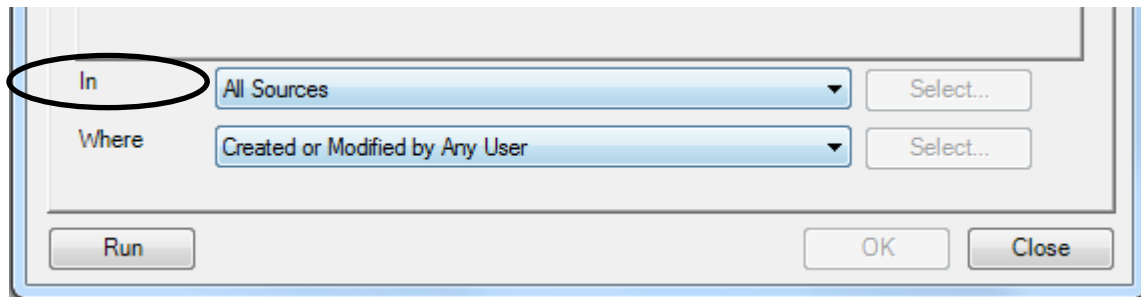 In All Sources Select...
Where Created or Modified by Any User Select...
Run OK Close